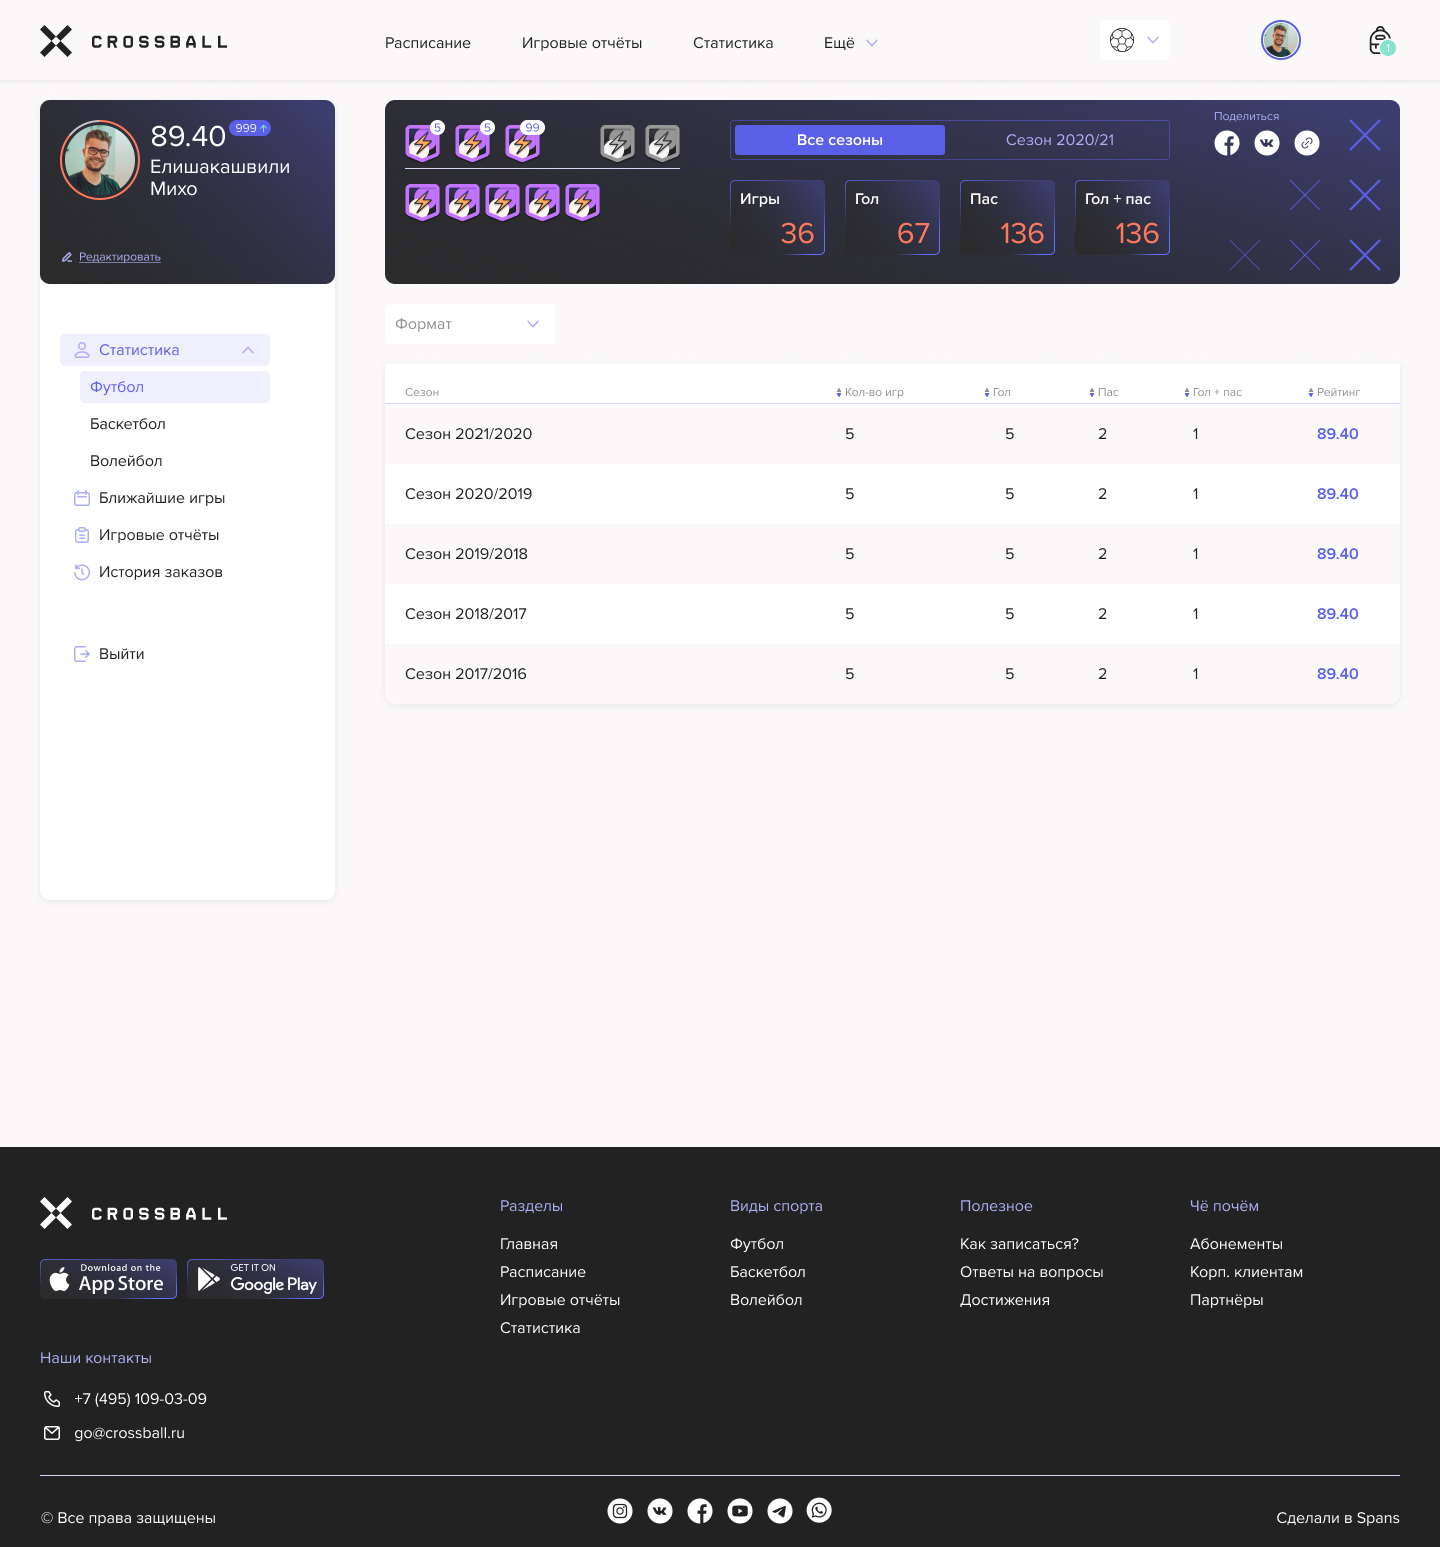 CROSSBALL
Расписание
Игровые отчёты
Статистика
Ещё
1
89.40
999 ↑
Елишакашвили
Михо
Редактировать
5
5
99
Все сезоны
Сезон 2020/21
Поделиться
Игры
36
Гол
67
Пас
136
Гол + пас
136
Статистика
Футбол
Баскетбол
Волейбол
Ближайшие игры
Игровые отчёты
История заказов
Выйти
Формат
Сезон Кол-во игр Гол Пас Гол + пас Рейтинг
Сезон 2021/2020 5 5 2 1 89.40
Сезон 2020/2019 5 5 2 1 89.40
Сезон 2019/2018 5 5 2 1 89.40
Сезон 2018/2017 5 5 2 1 89.40
Сезон 2017/2016 5 5 2 1 89.40
CROSSBALL
Download on the
App Store
GET IT ON
Google Play
Наши контакты
+7 (495) 109-03-09
go@crossball.ru
Разделы
Главная
Расписание
Игровые отчёты
Статистика
Виды спорта
Футбол
Баскетбол
Волейбол
Полезное
Как записаться?
Ответы на вопросы
Достижения
Чё почём
Абонементы
Корп. клиентам
Партнёры
© Все права защищены
Сделали в Spans